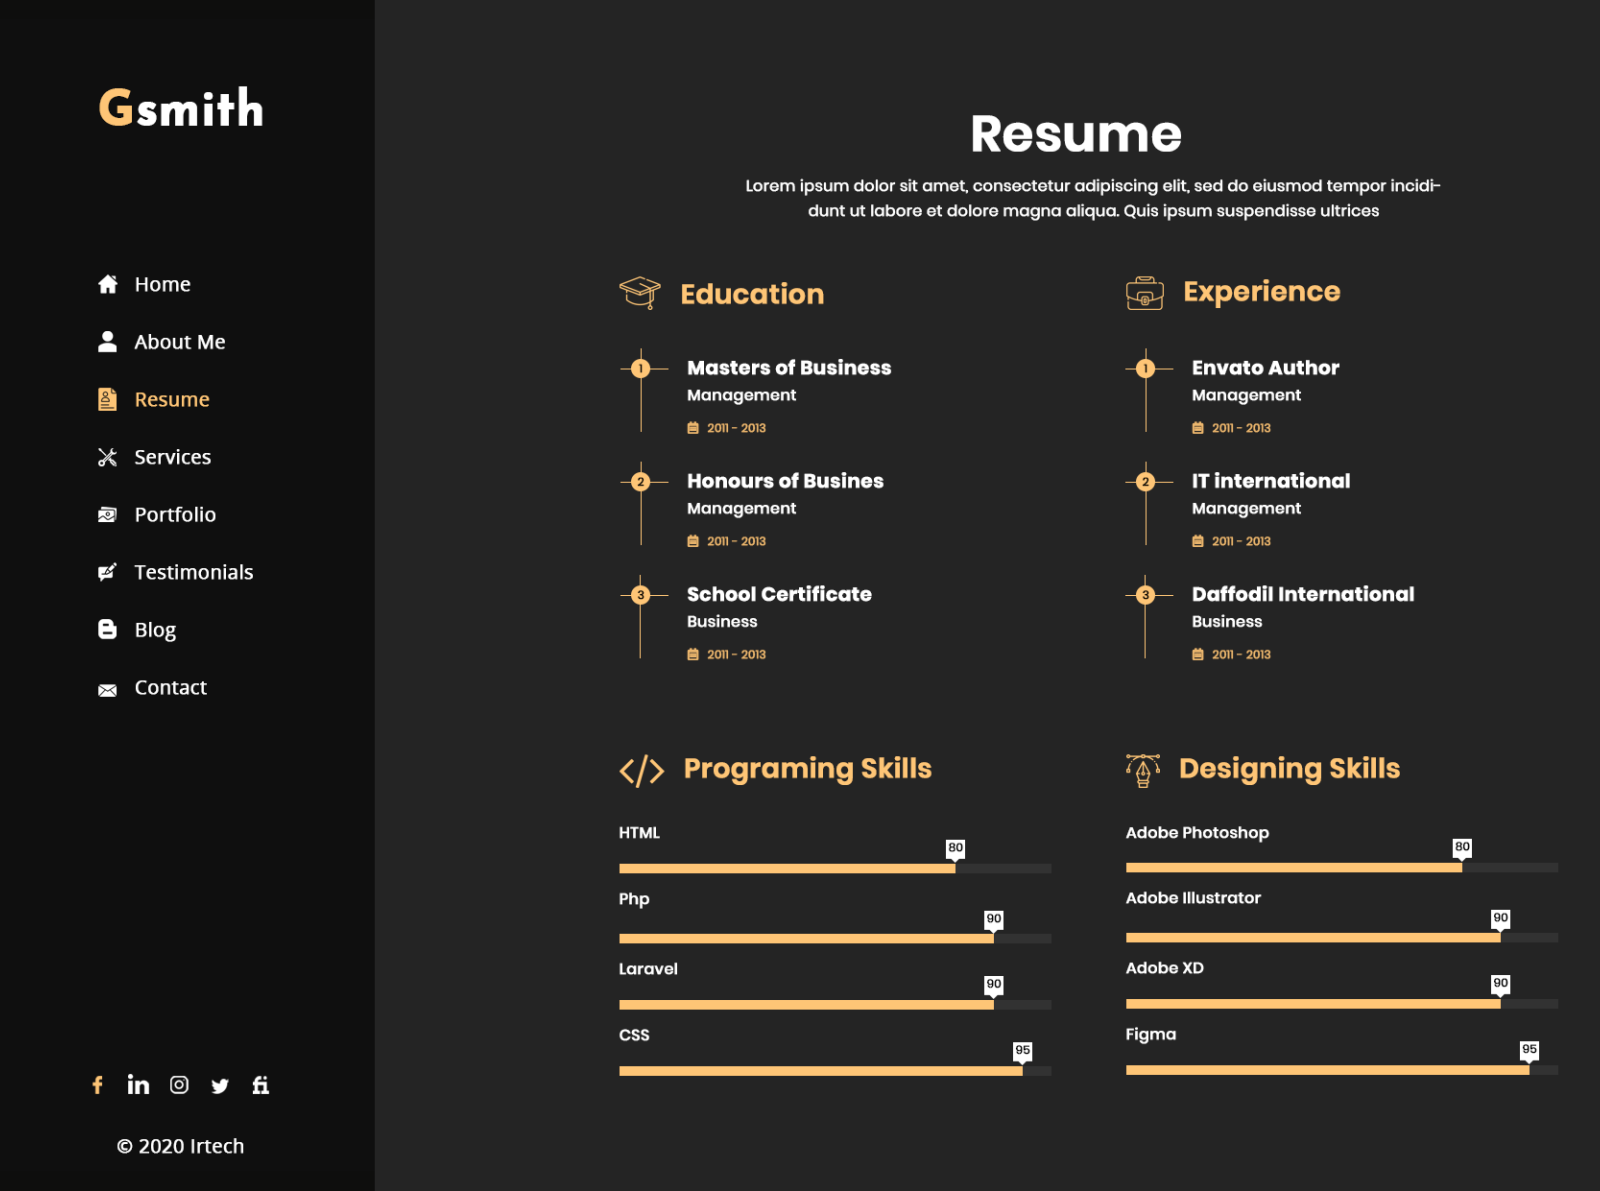 Gsmith
Home
About Me
Resume
Services
Portfolio
Testimonials
Blog
Contact
© 2020 Irtech
Resume
Lorem ipsum dolor sit amet, consectetur adipiscing elit, sed do eiusmod tempor incidi-
dunt ut labore et dolore magna aliqua. Quis ipsum suspendisse ultrices
Education
1
Masters of Business
Management
2011 - 2013
2
Honours of Busines
Management
2011 - 2013
3
School Certificate
Business
2011 - 2013
Experience
1
Envato Author
Management
2011 - 2013
2
IT international
Management
2011 - 2013
3
Daffodil International
Business
2011 - 2013
Programing Skills
HTML
80
Php
90
Laravel
90
CSS
95
Designing Skills
Adobe Photoshop
80
Adobe Illustrator
90
Adobe XD
90
Figma
95